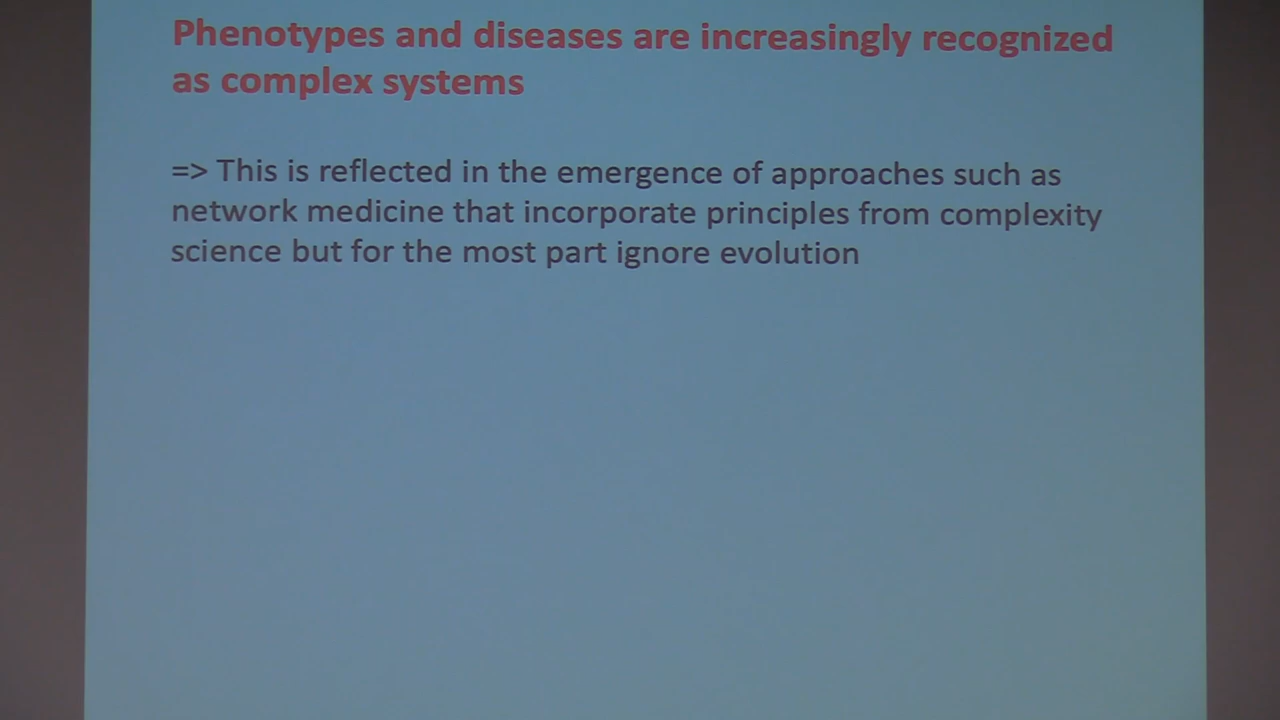 Phenotypes and diseases are increasingly recognized
as complex systems
=> This is reflected in the emergence of approaches such as
network medicine that incorporate principles from complexity
science but for the most part ignore evolution